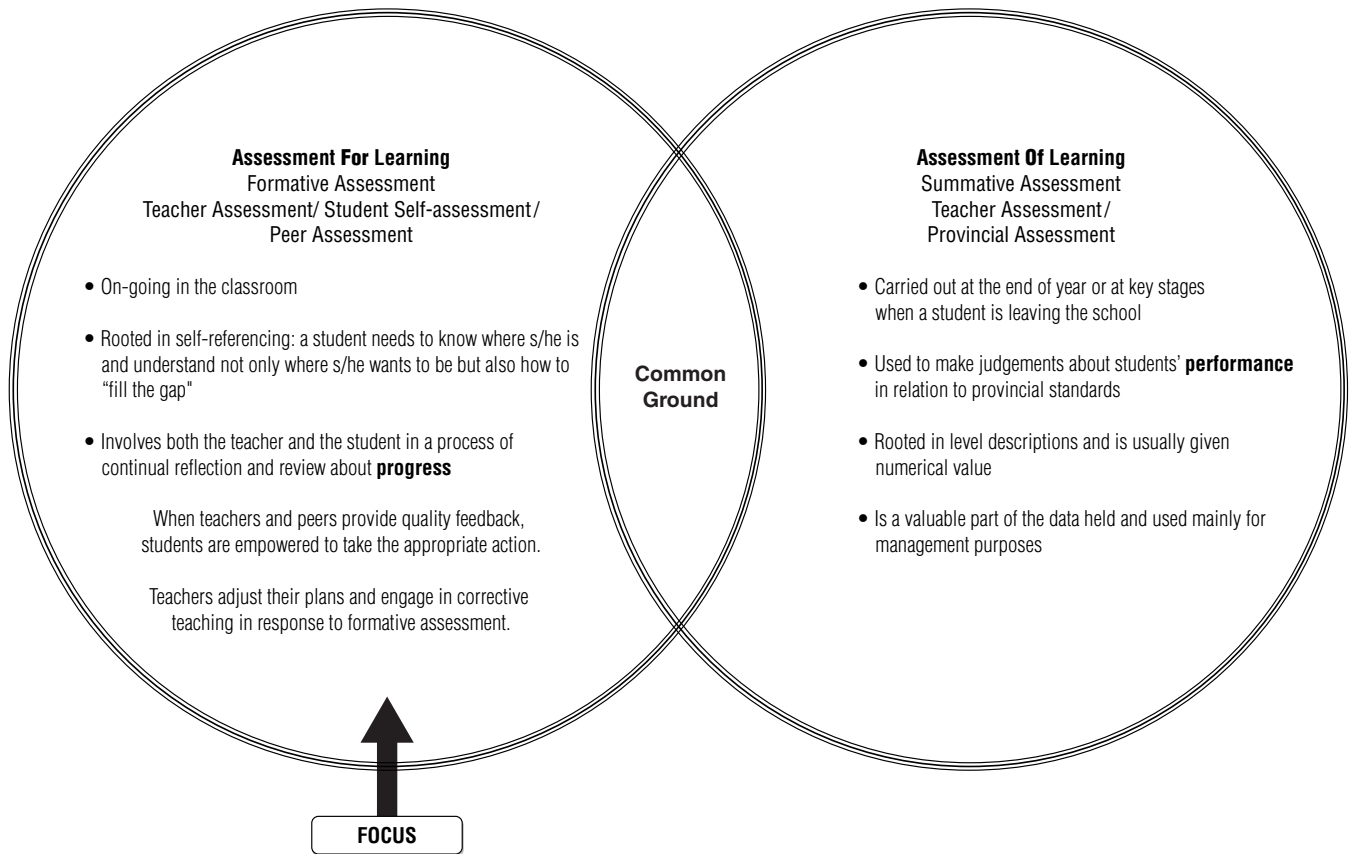 Assessment For Learning
Formative Assessment
Teacher Assessment/ Student Self-assessment/
Peer Assessment
• On-going in the classroom
• Rooted in self-referencing: a student needs to know where s/he is
and understand not only where s/he wants to be but also how to
“fill the gap"
• Involves both the teacher and the student in a process of
continual reflection and review about progress
When teachers and peers provide quality feedback,
students are empowered to take the appropriate action.
Teachers adjust their plans and engage in corrective
teaching in response to formative assessment.
Common
Ground
Assessment Of Learning
Summative Assessment
Teacher Assessment/
Provincial Assessment
• Carried out at the end of year or at key stages
when a student is leaving the school
• Used to make judgements about students’ performance
in relation to provincial standards
• Rooted in level descriptions and is usually given
numerical value
• Is a valuable part of the data held and used mainly for
management purposes
FOCUS